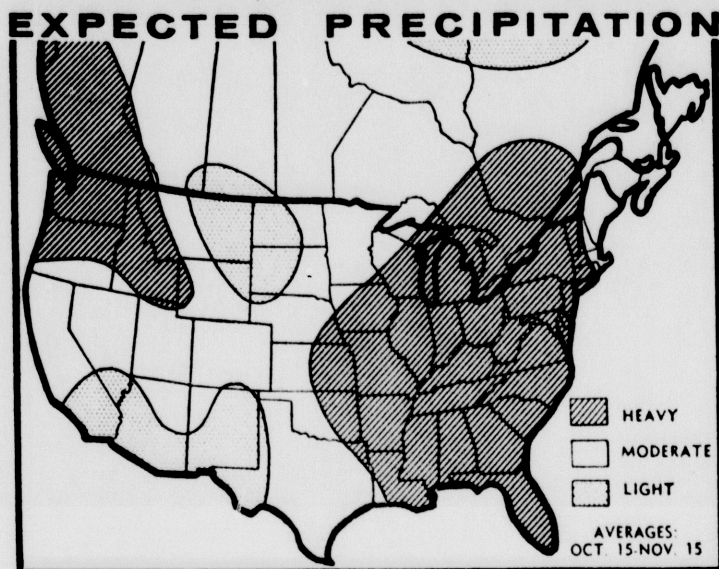 EXPECTED PRECIPITATION
HEAVY
MODERATE
LIGHT
AVERAGES:
OCT. 15-NOV. 15